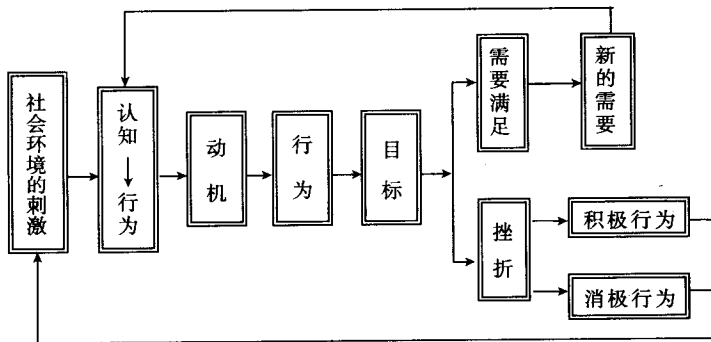 社会环境的刺激
认知
行为
动机
行为
目标
需要满足
新的需要
挫折
积极行为
消极行为